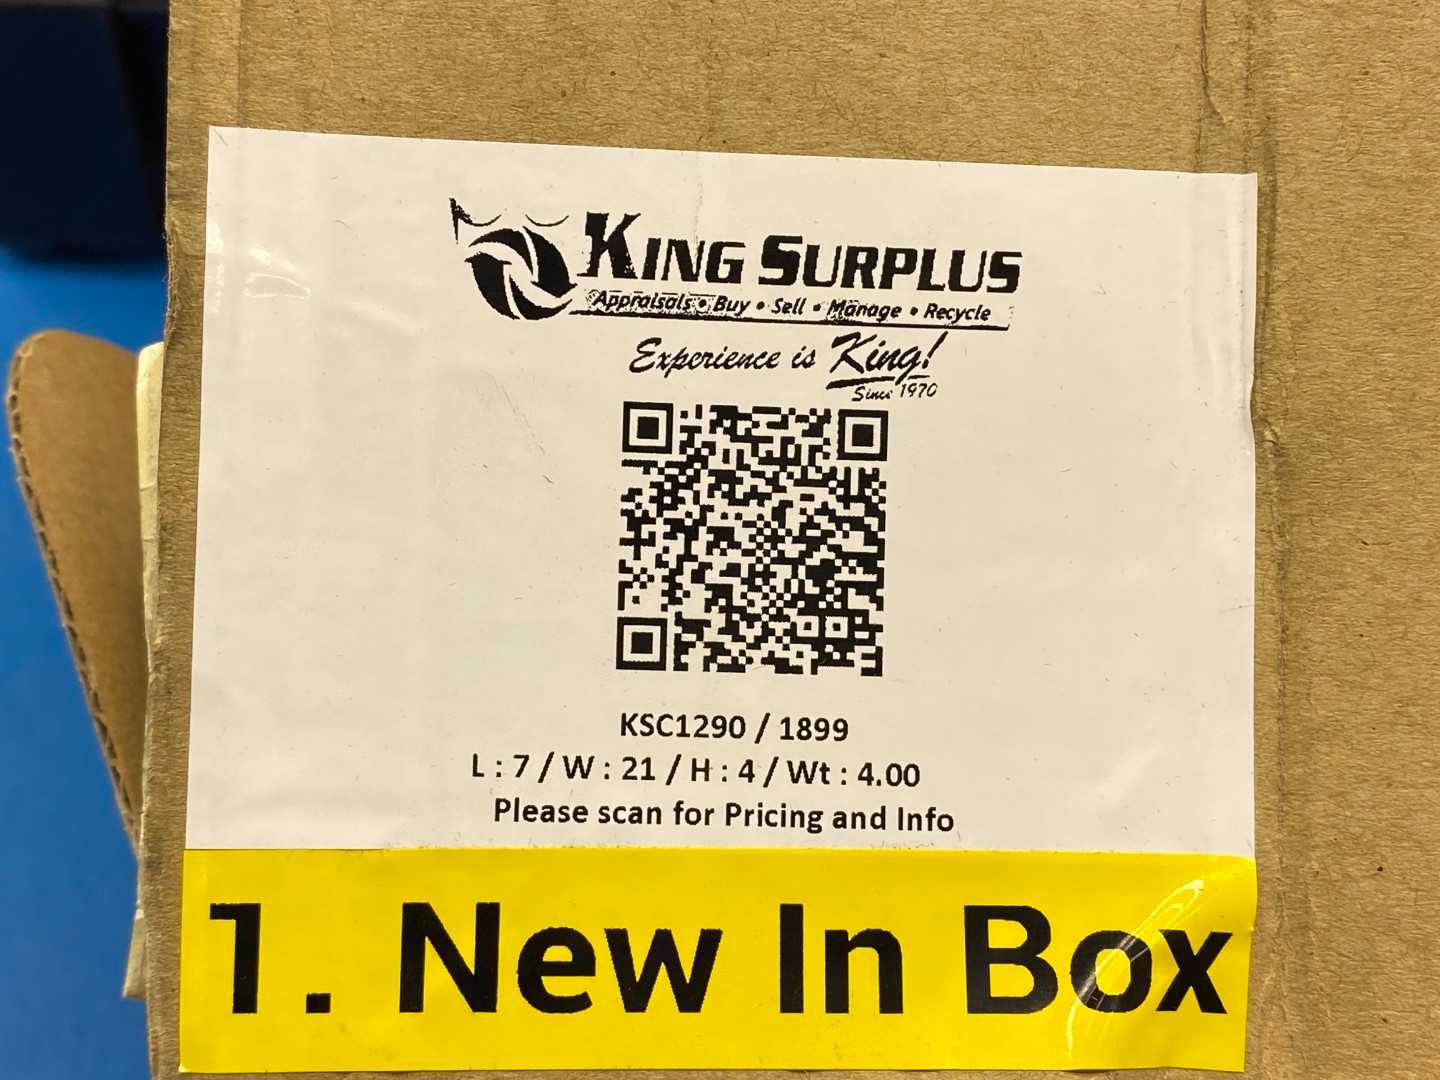 KING SURPLUS
Appraisals • Buy • Sell • Manage • Recycle
Experience is King!
Since 1970
KSC1290 / 1899
L : 7 / W : 21 / H : 4 / Wt : 4.00
Please scan for Pricing and Info
1. New In Box